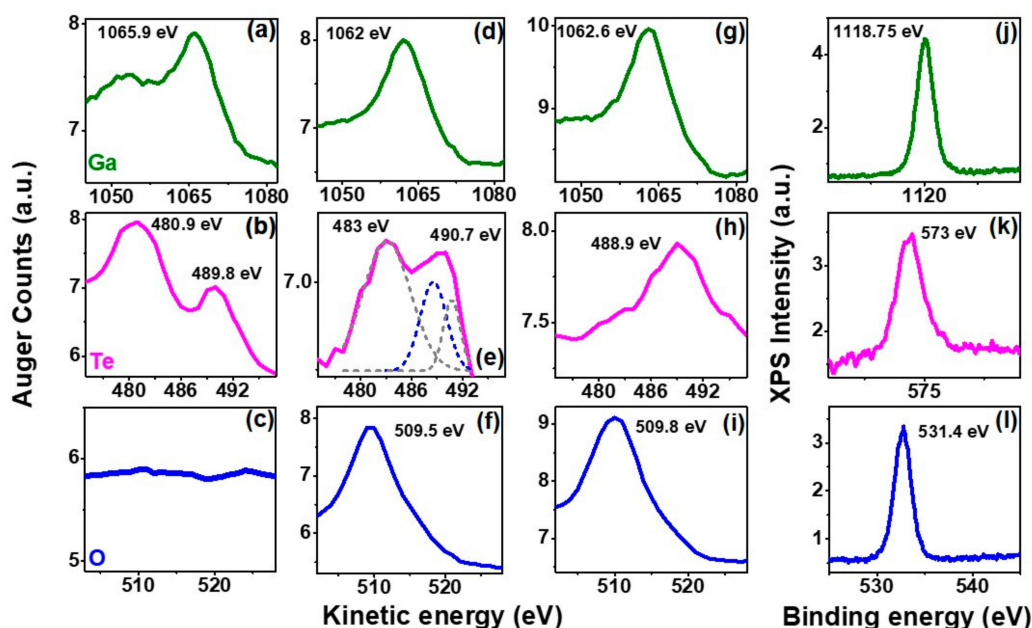 Auger Counts (a.u.)
8
7
1065.9 eV
(a)
Ga
1050 1065 1080
8
7
1062 eV
(d)
1050 1065 1080
10
9
8
1062.6 eV
(g)
1050 1065 1080
XPS Intensity (a.u.)
4
2
1118.75 eV
(j)
1120
8
7
6
480.9 eV
(b)
489.8 eV
Te
480 486 492
7.0
483 eV
490.7 eV
(e)
480 486 492
8.0
7.5
488.9 eV
(h)
480 486 492
3
2
573 eV
(k)
575
6
5
(c)
O
510 520
8
7
6
509.5 eV
(f)
510 520
9
8
7
6
509.8 eV
(i)
510 520
3
2
1
531.4 eV
(l)
530 540
Kinetic energy (eV)
Binding energy (eV)